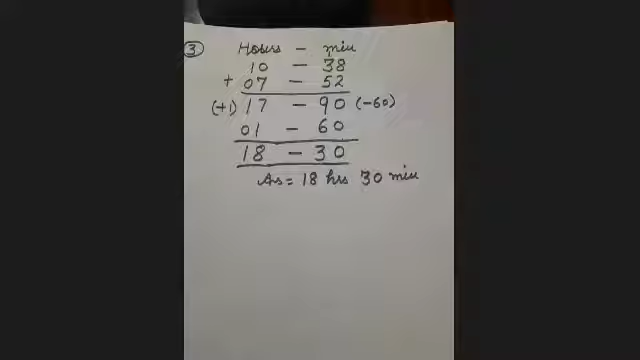 3 Hours - min
10 - 38
+ 07 - 52
(+1) 17 - 90 (-60)
01 - 60
18 - 30
As = 18 hrs 30 min